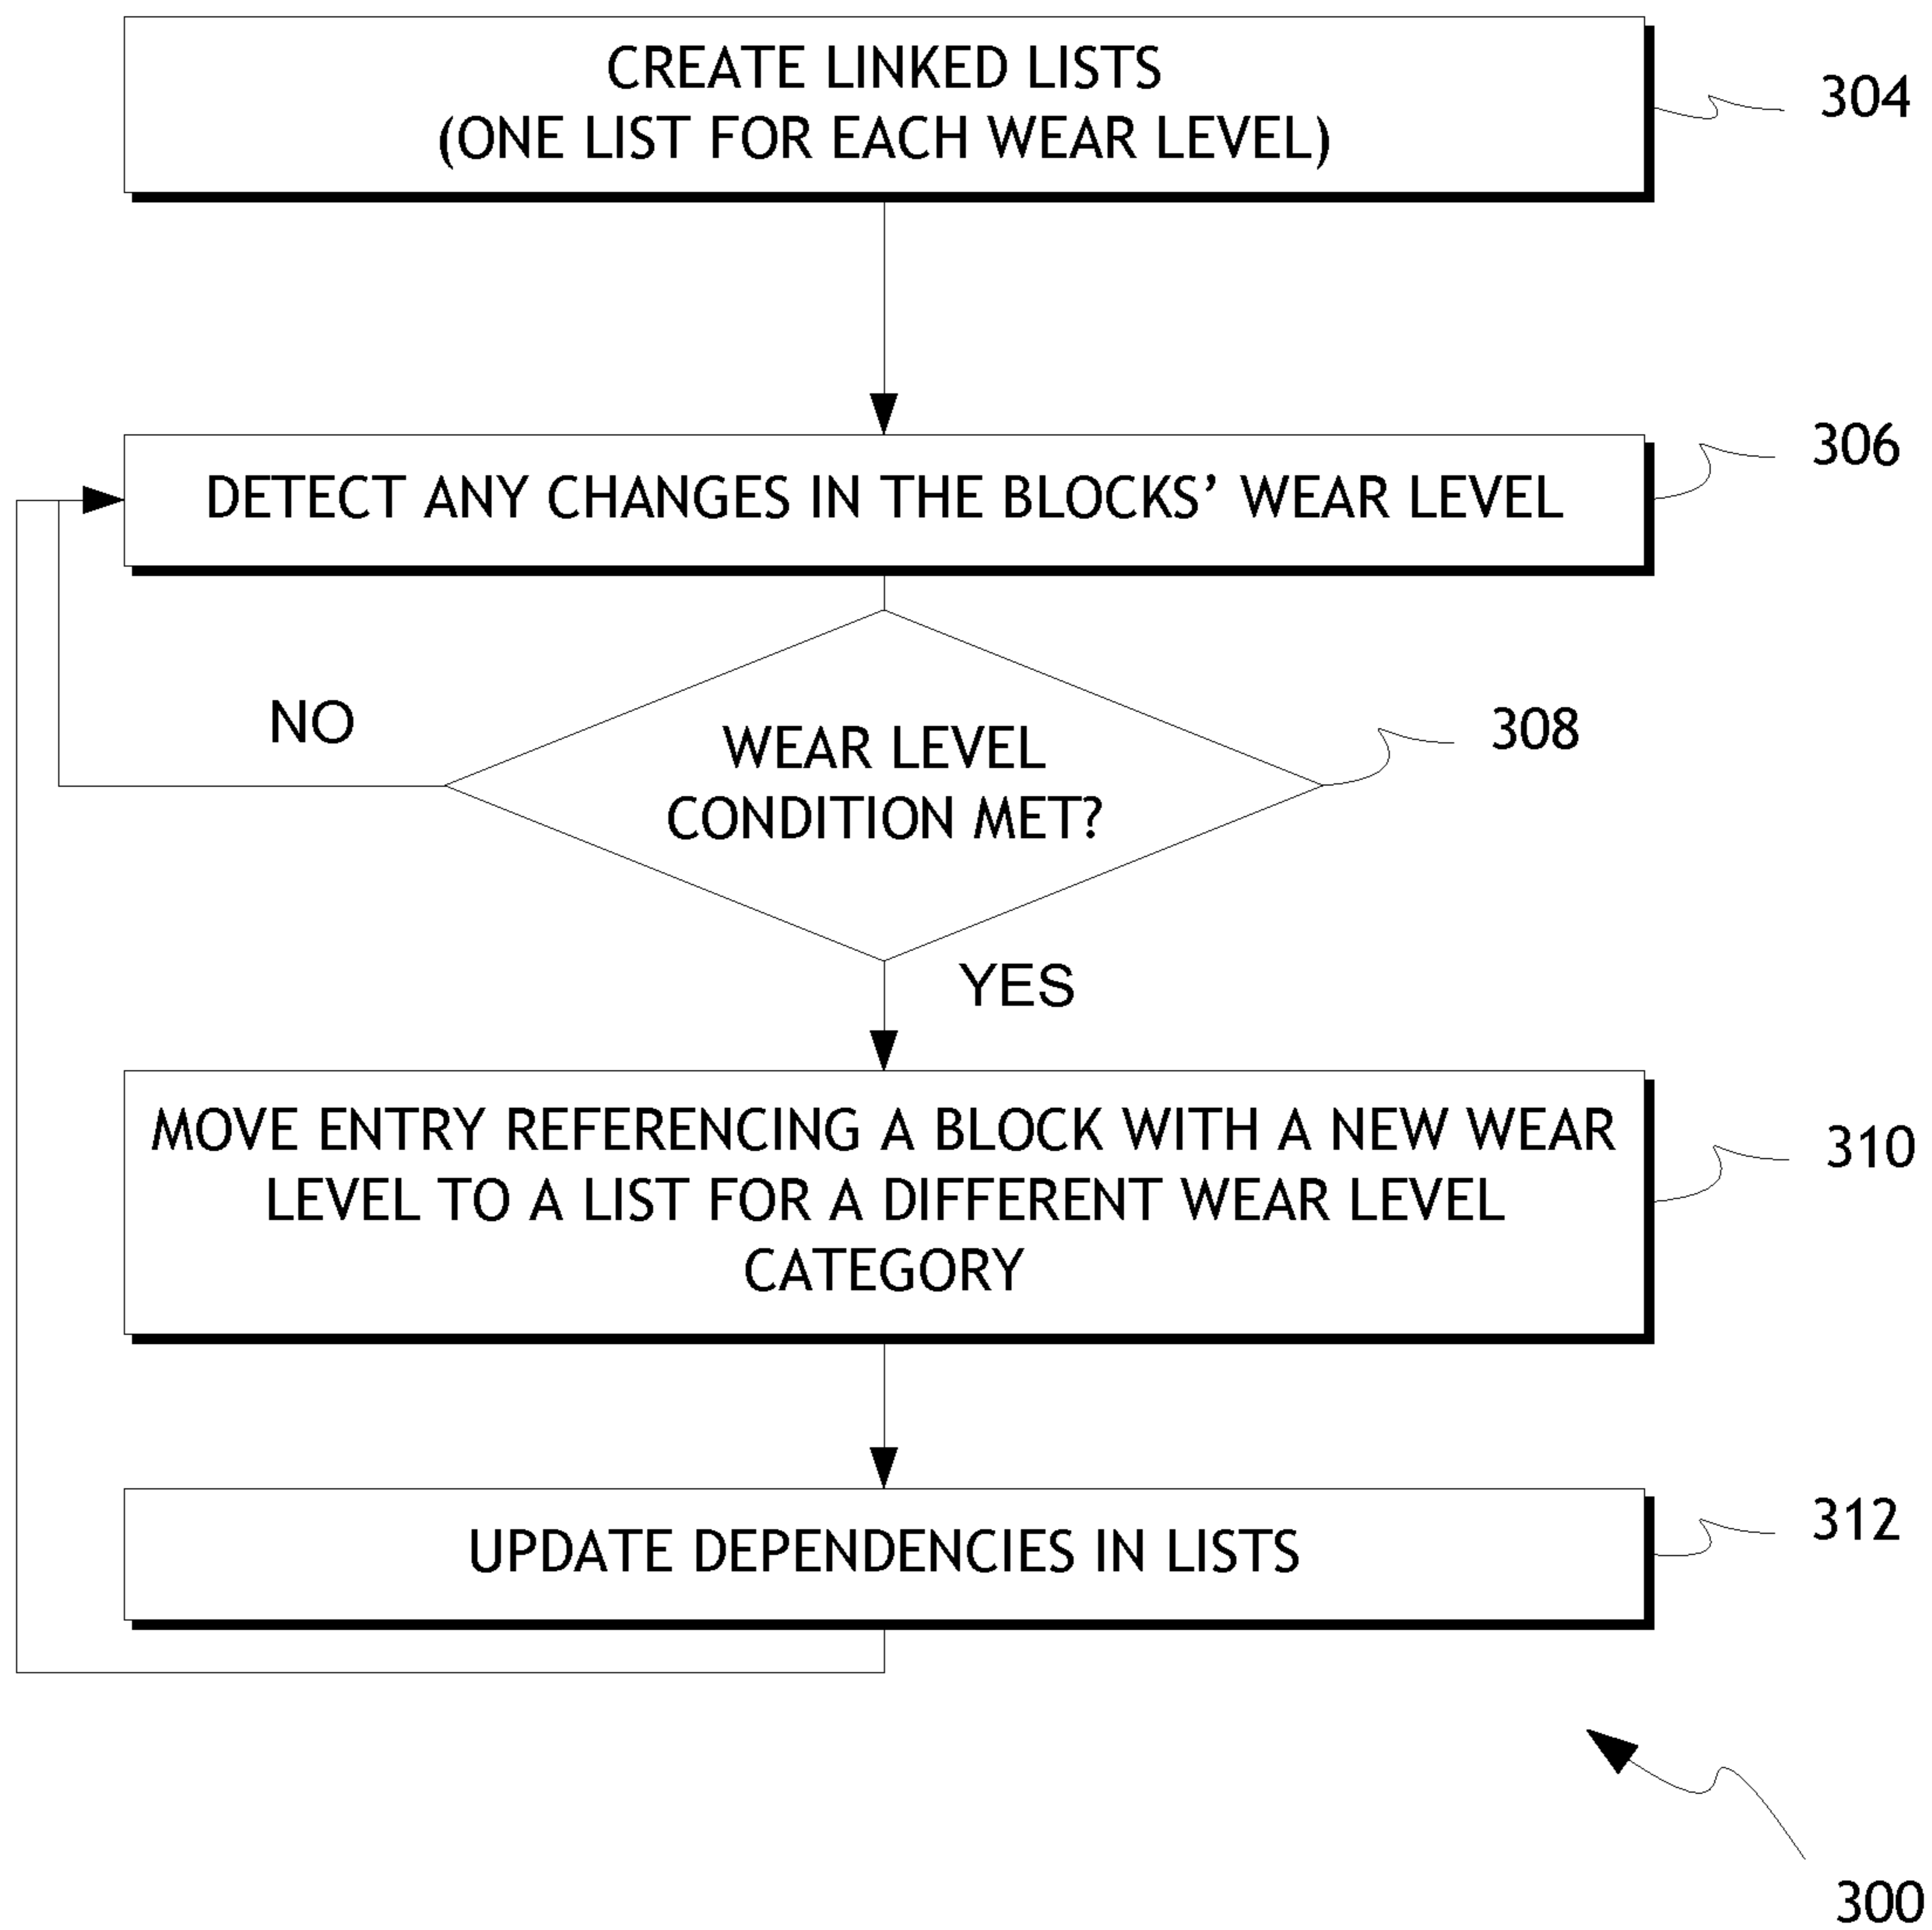 CREATE LINKED LISTS
(ONE LIST FOR EACH WEAR LEVEL)
304
DETECT ANY CHANGES IN THE BLOCKS’ WEAR LEVEL
306
NO
WEAR LEVEL
CONDITION MET?
308
YES
MOVE ENTRY REFERENCING A BLOCK WITH A NEW WEAR
LEVEL TO A LIST FOR A DIFFERENT WEAR LEVEL
CATEGORY
310
UPDATE DEPENDENCIES IN LISTS
312
300